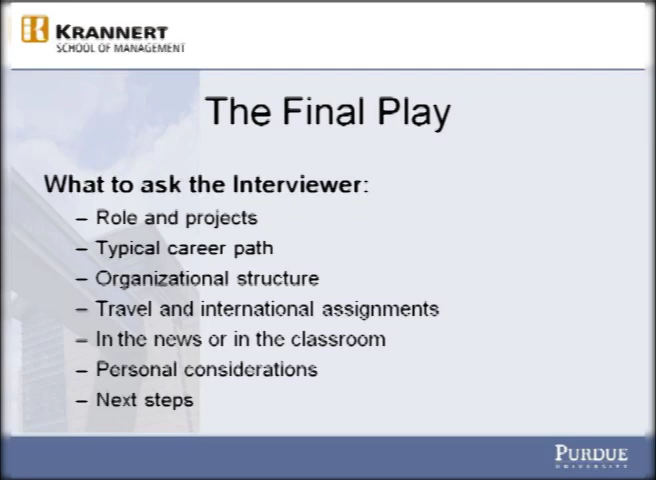 KRANNERT
SCHOOL OF MANAGEMENT
The Final Play
What to ask the Interviewer:
– Role and projects
– Typical career path
– Organizational structure
– Travel and international assignments
– In the news or in the classroom
– Personal considerations
– Next steps
PURDUE
UNIVERSITY